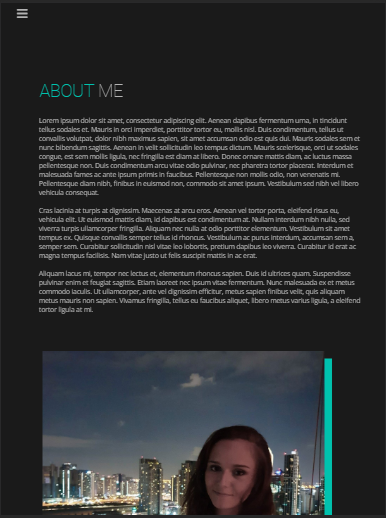 ABOUT ME
Lorem ipsum dolor sit amet, consectetur adipiscing elit. Aenean dapibus fermentum urna, in tincidunt
tellus sodales et. Mauris in orci imperdiet, porttitor tortor eu, mollis nisl. Duis condimentum, tellus ut
convallis volutpat, dolor nibh maximus sapien, sit amet accumsan odio est quis dui. Mauris sodales sem et
nunc bibendum sagittis. Aenean in velit sollicitudin leo tempus dictum. Mauris scelerisque, orci ut sodales
congue, est sem mollis ligula, nec fringilla est diam at libero. Donec ornare mattis diam, ac luctus massa
pellentesque non. Duis condimentum arcu vitae odio pulvinar, nec pharetra tortor placerat. Interdum et
malesuada fames ac ante ipsum primis in faucibus. Pellentesque non mollis odio, non venenatis mi.
Pellentesque diam nibh, finibus in euismod non, commodo sit amet ipsum. Vestibulum sed nibh vel libero
vehicula consequat.
Cras lacinia at turpis at dignissim. Maecenas at arcu eros. Aenean vel tortor porta, eleifend risus eu,
vehicula elit. Ut euismod mattis diam, id dapibus est condimentum at. Nullam interdum nibh nulla, sed
viverra turpis ullamcorper fringilla. Aliquam nec nulla at odio porttitor elementum. Vestibulum sit amet
tempus ex. Quisque convallis semper tellus id rhoncus. Vestibulum ac purus interdum, accumsan sem a,
semper sem. Curabitur sollicitudin nisl vitae leo lobortis, pretium dapibus leo viverra. Curabitur id erat ac
magna tempus facilisis. Nam vitae justo ut felis suscipit mattis in ac erat.
Aliquam lacus mi, tempor nec lectus et, elementum rhoncus sapien. Duis id ultrices quam. Suspendisse
pulvinar enim et feugiat sagittis. Etiam laoreet nec ipsum vitae fermentum. Nunc malesuada ex et metus
commodo iaculis. Ut ullamcorper, ante vel dignissim efficitur, metus sapien finibus velit, quis aliquam
metus mauris non sapien. Vivamus fringilla, tellus eu faucibus aliquet, libero metus varius ligula, a eleifend
tortor ligula at mi.